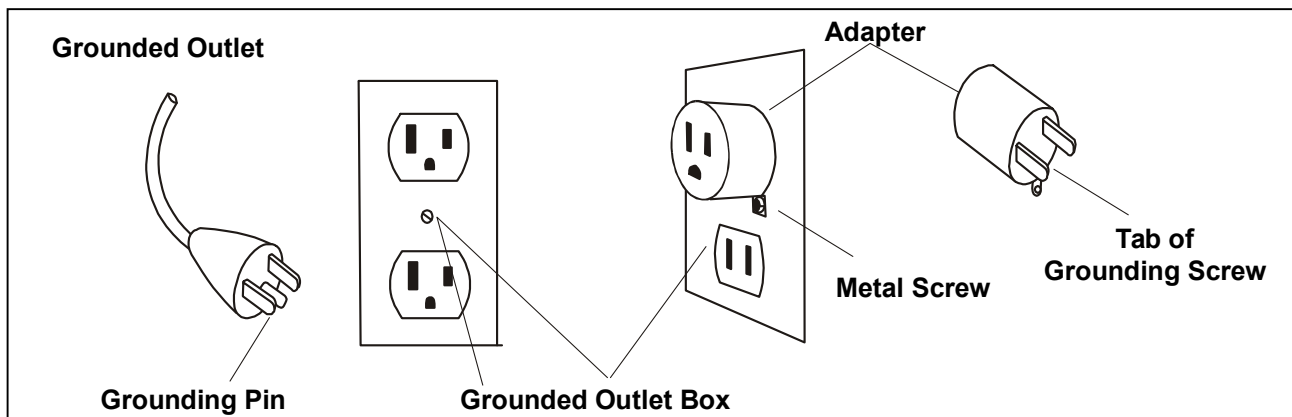 Grounded Outlet
Adapter
Tab of
Grounding Screw
Metal Screw
Grounding Pin
Grounded Outlet Box